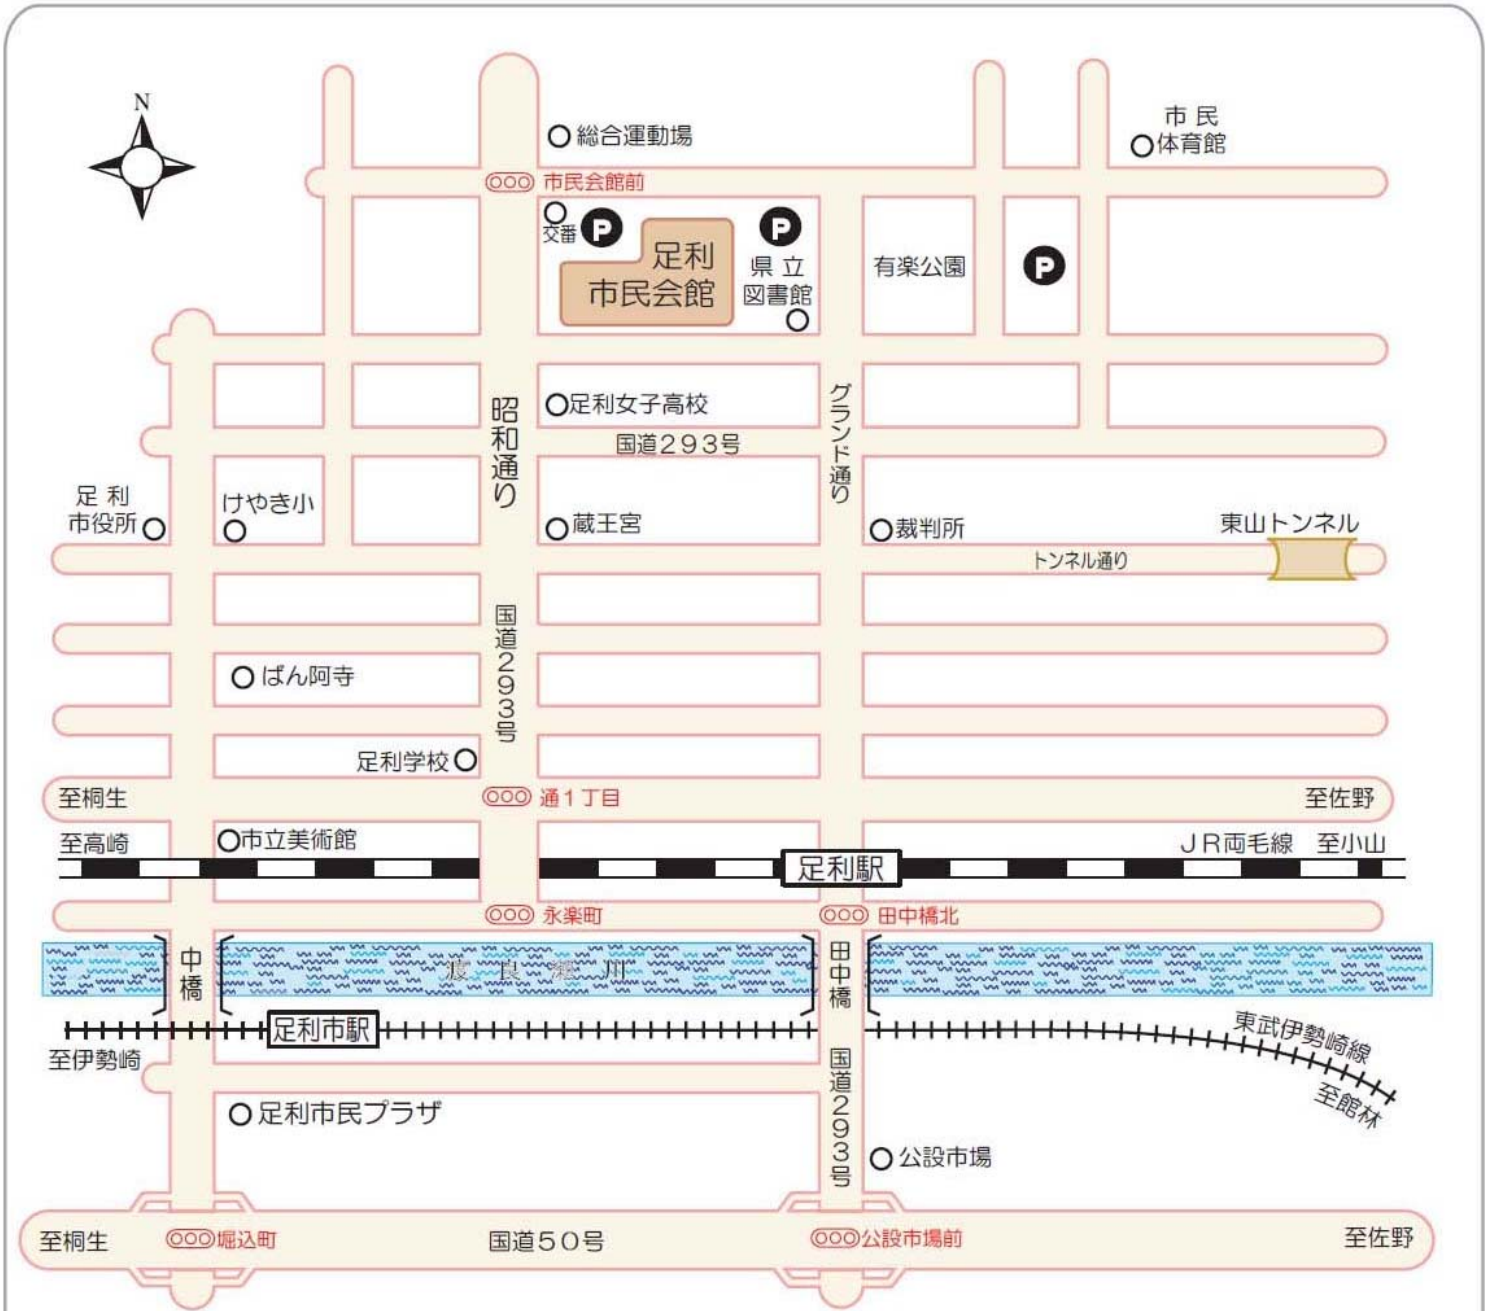 N
総合運動場
市民
体育館
市民会館前
交番
P
足利
市民会館
P
県立
図書館
有楽公園
P
昭和通り
足利女子高校
グランド通り
国道293号
足利
市役所
けやき小
蔵王宮
裁判所
東山トンネル
トンネル通り
国道293号
ばん阿寺
足利学校
至桐生
通1丁目
至佐野
至高崎
市立美術館
JR両毛線 至小山
足利駅
永楽町
田中橋北
中橋
渡良瀬川
田中橋
足利市駅
至伊勢崎
東武伊勢崎線
至館林
国道293号
足利市民プラザ
公設市場
至桐生
堀込町
国道50号
公設市場前
至佐野